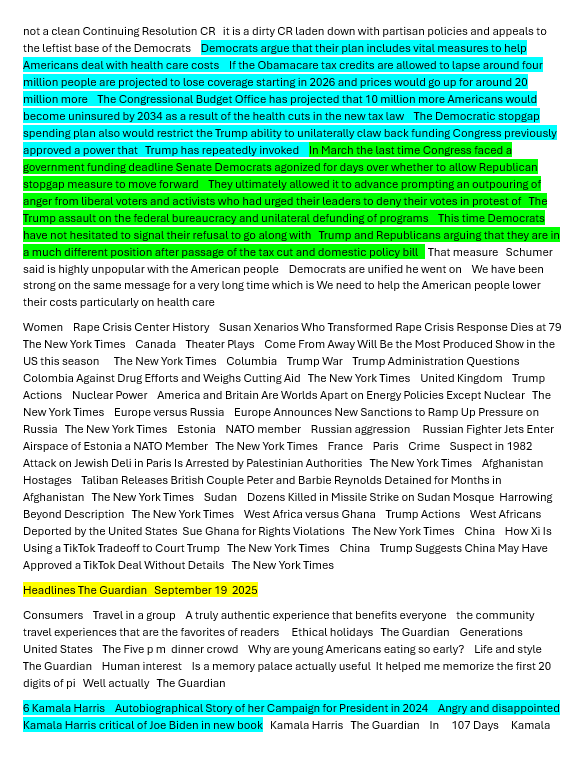 not a clean Continuing Resolution CR  it is a dirty CR laden down with partisan policies and appeals to
the leftist base of the Democrats   Democrats argue that their plan includes vital measures to help
Americans deal with health care costs   If the Obamacare tax credits are allowed to lapse around four
million people are projected to lose coverage starting in 2026 and prices would go up for around 20
million more   The Congressional Budget Office has projected that 10 million more Americans would
become uninsured by 2034 as a result of the health cuts in the new tax law   The Democratic stopgap
spending plan also would restrict the Trump ability to unilaterally claw back funding Congress previously
approved a power that  Trump has repeatedly invoked   In March the last time Congress faced a
government funding deadline Senate Democrats agonized for days over whether to allow Republican
stopgap measure to move forward   They ultimately allowed it to advance prompting an outpouring of
anger from liberal voters and activists who had urged their leaders to deny their votes in protest of  The
Trump assault on the federal bureaucracy and unilateral defunding of programs   This time Democrats
have not hesitated to signal their refusal to go along with  Trump and Republicans arguing that they are in
a much different position after passage of the tax cut and domestic policy bill   That measure  Schumer
said is highly unpopular with the American people   Democrats are unified he went on   We have been
strong on the same message for a very long time which is We need to help the American people lower
their costs particularly on health care
Women   Rape Crisis Center History   Susan Xenarios Who Transformed Rape Crisis Response Dies at 79
The New York Times   Canada   Theater Plays   Come From Away Will Be the Most Produced Show in the
US this season    The New York Times   Columbia   Trump War   Trump Administration Questions
Colombia Against Drug Efforts and Weighs Cutting Aid  The New York Times   United Kingdom   Trump
Actions   Nuclear Power   America and Britain Are Worlds Apart on Energy Policies Except Nuclear  The
New York Times   Europe versus Russia   Europe Announces New Sanctions to Ramp Up Pressure on
Russia  The New York Times   Estonia   NATO member   Russian aggression   Russian Fighter Jets Enter
Airspace of Estonia a NATO Member  The New York Times   France   Paris   Crime   Suspect in 1982
Attack on Jewish Deli in Paris Is Arrested by Palestinian Authorities  The New York Times   Afghanistan
Hostages   Taliban Releases British Couple Peter and Barbie Reynolds Detained for Months in
Afghanistan  The New York Times   Sudan   Dozens Killed in Missile Strike on Sudan Mosque  Harrowing
Beyond Description  The New York Times   West Africa versus Ghana   Trump Actions   West Africans
Deported by the United States  Sue Ghana for Rights Violations  The New York Times   China   How Xi Is
Using a TikTok Tradeoff to Court Trump  The New York Times   China   Trump Suggests China May Have
Approved a TikTok Deal Without Details  The New York Times
Headlines The Guardian   September 19  2025
Consumers   Travel in a group   A truly authentic experience that benefits everyone   the community
travel experiences that are the favorites of readers    Ethical holidays  The Guardian   Generations
United States   The Five p m  dinner crowd   Why are young Americans eating so early?   Life and style
The Guardian   Human interest   Is a memory palace actually useful  It helped me memorize the first 20
digits of pi   Well actually  The Guardian
6 Kamala Harris   Autobiographical Story of her Campaign for President in 2024   Angry and disappointed
Kamala Harris critical of Joe Biden in new book  Kamala Harris  The Guardian   In    107 Days    Kamala